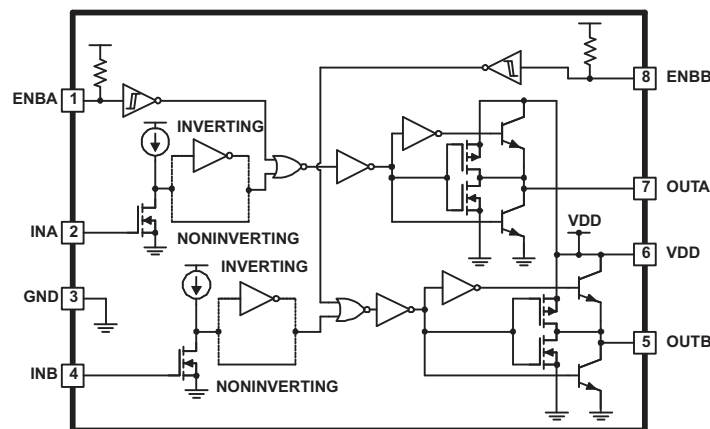 ENBA 1
8 ENBB
INVERTING
7 OUTA
INA 2
VDD
NONINVERTING
6 VDD
INVERTING
GND 3
5 OUTB
INB 4
NONINVERTING